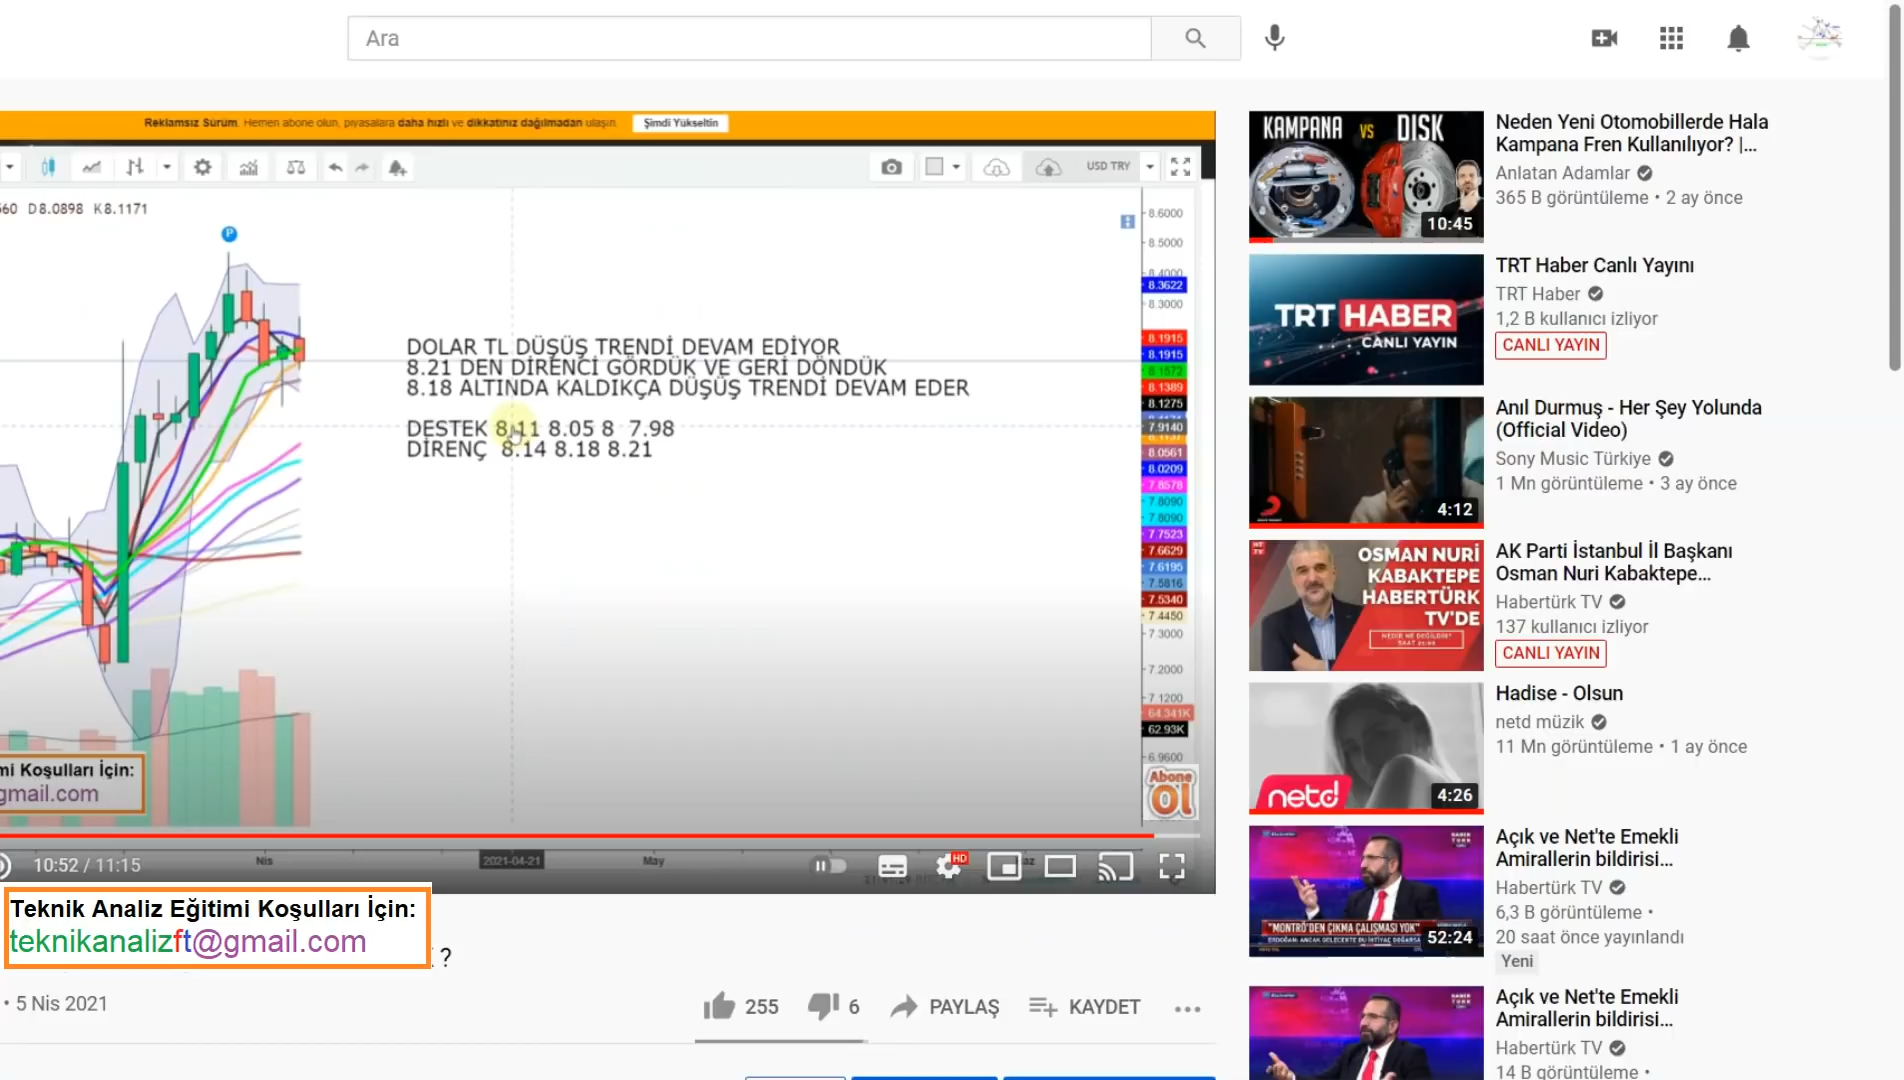 Ara
Reklamsız Sürüm. Hemen abone olun, piyasalara daha hızlı ve dikkatiniz dağılmadan ulaşın. Şimdi Yükseltin
USD TRY
D8.0898 K8.1171
P
DOLAR TL DÜŞÜŞ TRENDİ DEVAM EDİYOR
8.21 DEN DİRENCİ GÖRDÜK VE GERİ DÖNDÜK
8.18 ALTINDA KALDIKÇA DÜŞÜŞ TRENDİ DEVAM EDER
DESTEK 8.11 8.05 8 7.98
DİRENÇ 8.14 8.18 8.21
8.6000
8.5000
8.4000
8.3622
8.3000
8.1915
8.1915
8.1572
8.1389
8.1275
7.9140
8.0561
8.0209
7.8578
7.8090
7.8090
7.7523
7.6629
7.6195
7.5816
7.5340
7.4450
7.3000
7.2000
7.1200
64.341K
62.93K
6.9600
Abone
Ol
mi Koşulları İçin:
gmail.com
Nis 2021-04-21 May
10:52 / 11:15
HD
Teknik Analiz Eğitimi Koşulları İçin:
teknikanalizft@gmail.com
?
• 5 Nis 2021
255 6 PAYLAŞ KAYDET
KAMPANA VS DISK
10:45
Neden Yeni Otomobillerde Hala
Kampana Fren Kullanılıyor? |...
Anlatan Adamlar
365 B görüntüleme • 2 ay önce
TRT HABER
CANLI YAYIN
TRT Haber Canlı Yayını
TRT Haber
1,2 B kullanıcı izliyor
CANLI YAYIN
4:12
Anıl Durmuş - Her Şey Yolunda
(Official Video)
Sony Music Türkiye
1 Mn görüntüleme • 3 ay önce
OSMAN NURİ
KABAKTEPE
HABERTÜRK
TV'DE
AK Parti İstanbul İl Başkanı
Osman Nuri Kabaktepe...
Habertürk TV
137 kullanıcı izliyor
CANLI YAYIN
netd
4:26
Hadise - Olsun
netd müzik
11 Mn görüntüleme • 1 ay önce
"MONTRÖ'DEN ÇIKMA ÇALIŞMASI YOK"
52:24
Açık ve Net'te Emekli
Amirallerin bildirisi...
Habertürk TV
6,3 B görüntüleme •
20 saat önce yayınlandı
Yeni
Açık ve Net'te Emekli
Amirallerin bildirisi...
Habertürk TV
14 B görüntüleme •